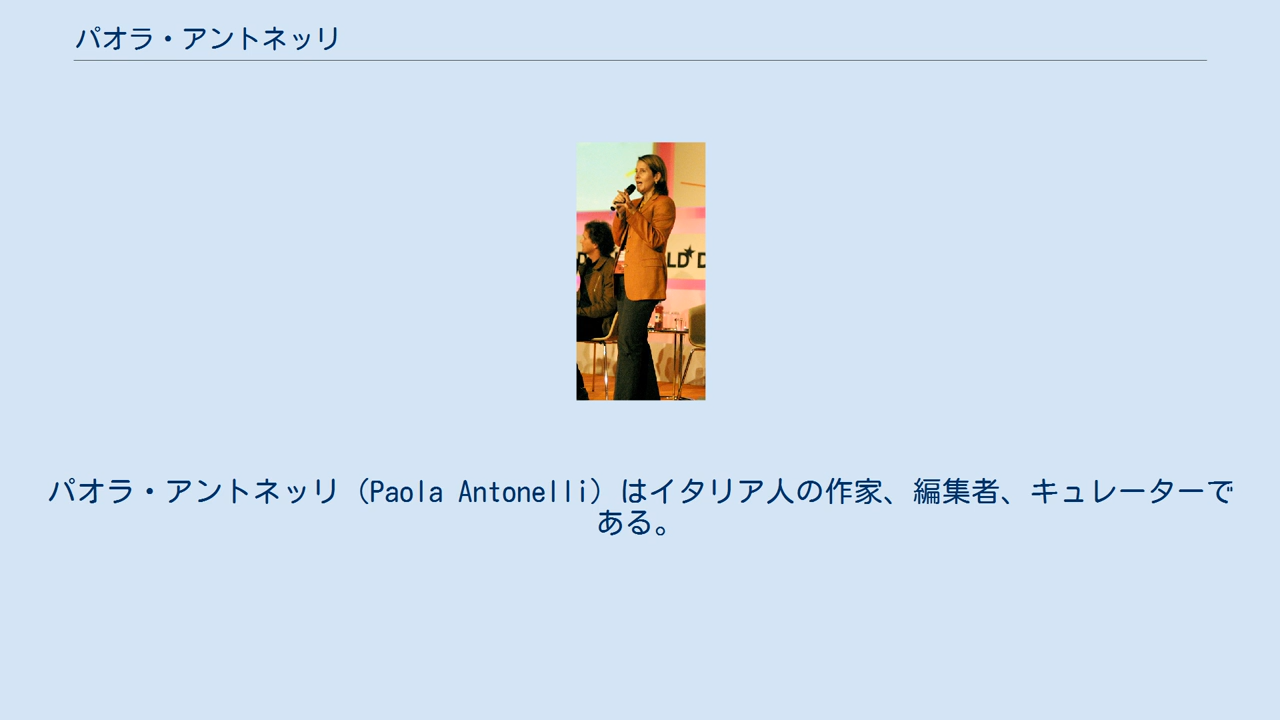 パオラ・アントネッリ
LD D
パオラ・アントネッリ（Paola Antonelli）はイタリア人の作家、編集者、キュレーターで
ある。